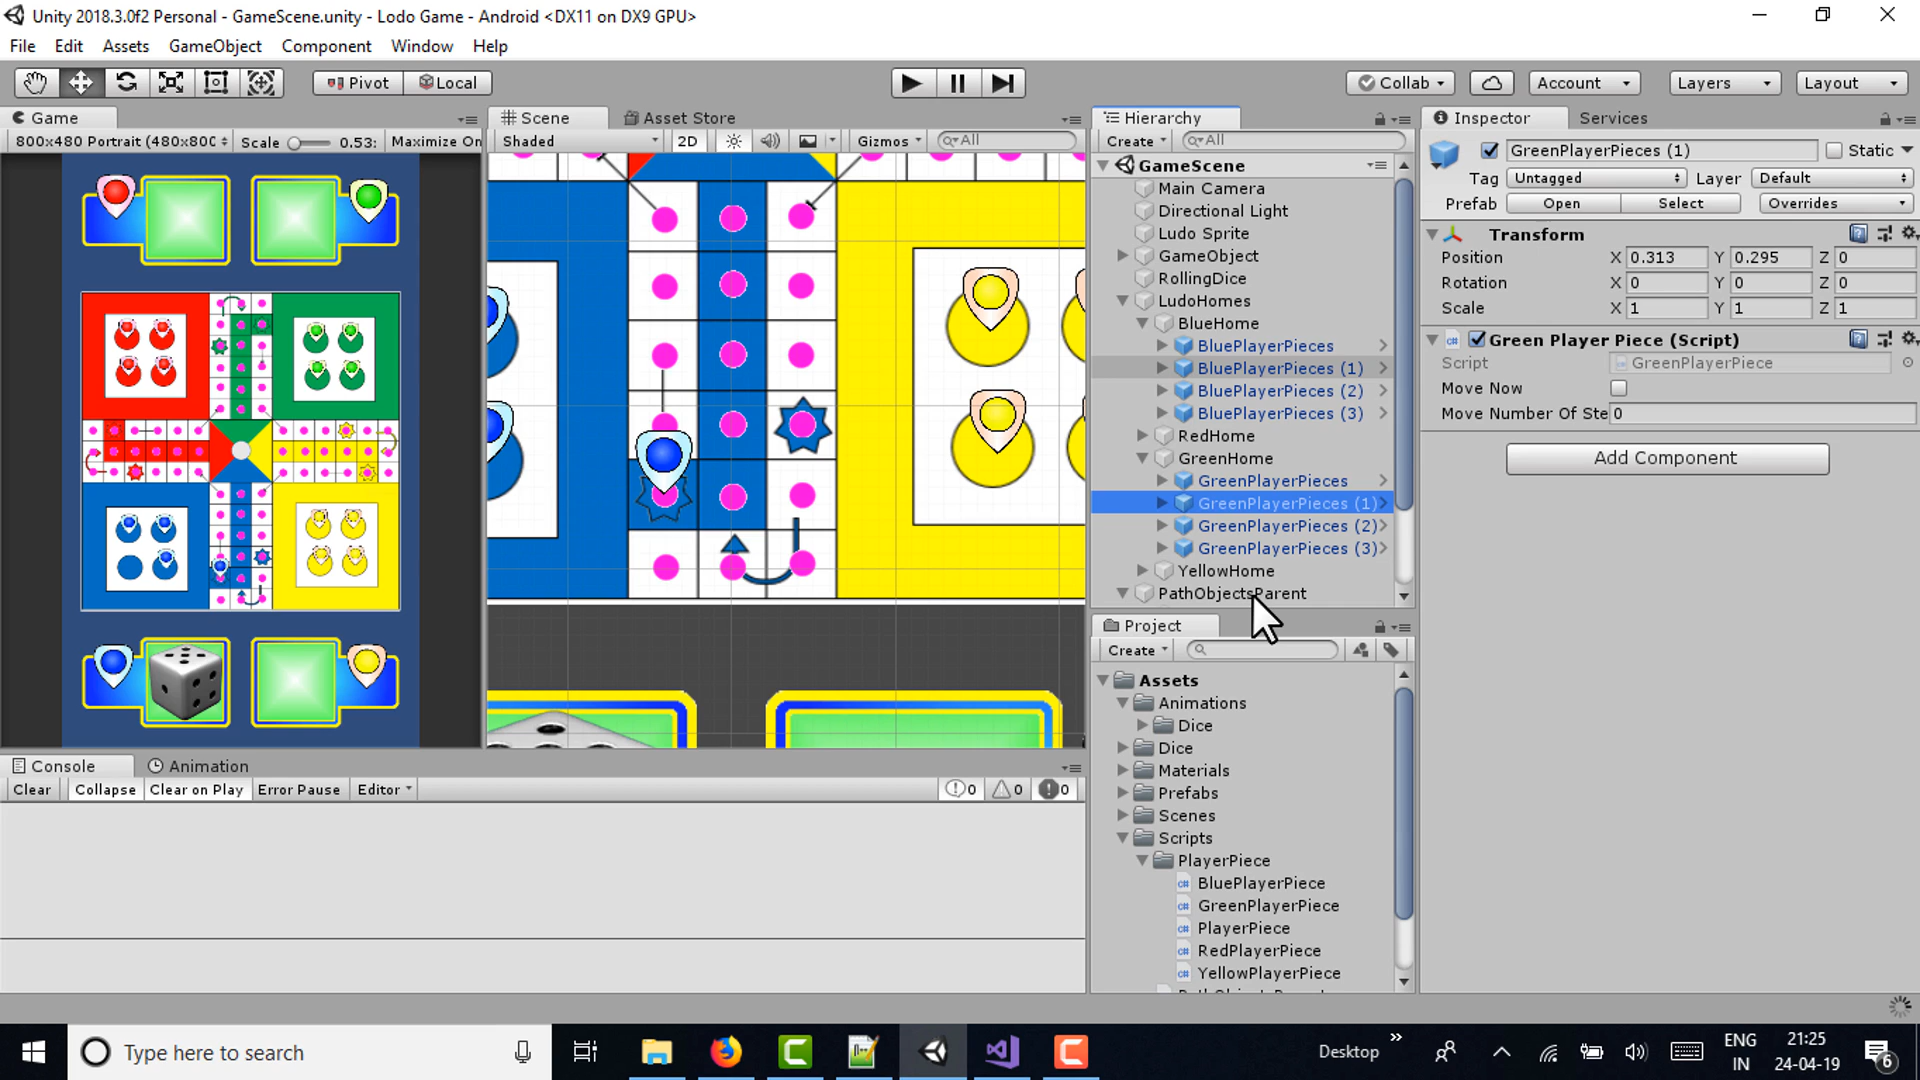 Unity 2018.3.0f2 Personal - GameScene.unity - Lodo Game - Android <DX11 on DX9 GPU>
File Edit Assets GameObject Component Window Help
Pivot Local Collab Account Layers Layout
Game Scene Asset Store
800x480 Portrait (480x80C Scale 0.53: Maximize On
Shaded 2D Gizmos All
Hierarchy
Create All
GameScene
Main Camera
Directional Light
Ludo Sprite
GameObject
RollingDice
LudoHomes
BlueHome
BluePlayerPieces
BluePlayerPieces (1)
BluePlayerPieces (2)
BluePlayerPieces (3)
RedHome
GreenHome
GreenPlayerPieces
GreenPlayerPieces (1)
GreenPlayerPieces (2)
GreenPlayerPieces (3)
YellowHome
PathObjectsParent
Project
Create
Assets
Animations
Dice
Dice
Materials
Prefabs
Scenes
Scripts
PlayerPiece
BluePlayerPiece
GreenPlayerPiece
PlayerPiece
RedPlayerPiece
YellowPlayerPiece
Inspector Services
GreenPlayerPieces (1) Static
Tag Untagged Layer Default
Prefab Open Select Overrides
Transform
Position X 0.313 Y 0.295 Z 0
Rotation X 0 Y 0 Z 0
Scale X 1 Y 1 Z 1
Green Player Piece (Script)
Script GreenPlayerPiece
Move Now
Move Number Of Ste 0
Add Component
Console Animation
Clear Collapse Clear on Play Error Pause Editor 0 0 0
Type here to search
Desktop
ENG
IN
21:25
24-04-19
6